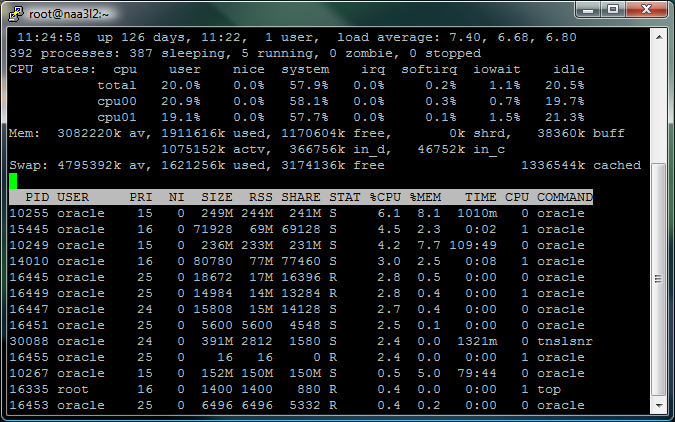 root@naa3l2:~
11:24:58  up 126 days, 11:22,  1 user,  load average: 7.40, 6.68, 6.80
392 processes: 387 sleeping, 5 running, 0 zombie, 0 stopped
CPU states:  cpu    user    nice  system    irq  softirq  iowait    idle
           total   20.0%    0.0%   57.9%   0.0%     0.2%    1.1%   20.5%
           cpu00   20.9%    0.0%   58.1%   0.0%     0.3%    0.7%   19.7%
           cpu01   19.1%    0.0%   57.7%   0.0%     0.1%    1.5%   21.3%
Mem:  3082220k av, 1911616k used, 1170604k free,       0k shrd,   38360k buff
                   1075152k actv,  366756k in_d,   46752k in_c
Swap: 4795392k av, 1621256k used, 3174136k free                 1336544k cached
  PID USER     PRI  NI  SIZE  RSS SHARE STAT %CPU %MEM   TIME CPU COMMAND
10255 oracle    15   0  249M 244M  241M S     6.1  8.1  1010m   0 oracle
15445 oracle    16   0 71928  69M 69128 S     4.5  2.3   0:02   1 oracle
10249 oracle    15   0  236M 233M  231M S     4.2  7.7 109:49   0 oracle
14010 oracle    16   0 80780  77M 77460 S     3.0  2.5   0:08   1 oracle
16445 oracle    25   0 18672  17M 16396 R     2.8  0.5   0:00   0 oracle
16449 oracle    25   0 14984  14M 13284 R     2.8  0.4   0:00   1 oracle
16447 oracle    24   0 15808  15M 14128 S     2.7  0.4   0:00   0 oracle
16451 oracle    25   0  5600 5600  4548 S     2.5  0.1   0:00   0 oracle
30088 oracle    24   0  391M 2812  1580 S     2.4  0.0  1321m   0 tnslsnr
16455 oracle    25   0    16   16     0 R     2.4  0.0   0:00   1 oracle
10267 oracle    15   0  152M 150M  150M S     0.5  5.0  79:44   0 oracle
16335 root      16   0  1400 1400   880 R     0.4  0.0   0:00   1 top
16453 oracle    25   0  6496 6496  5332 R     0.4  0.2   0:00   0 oracle